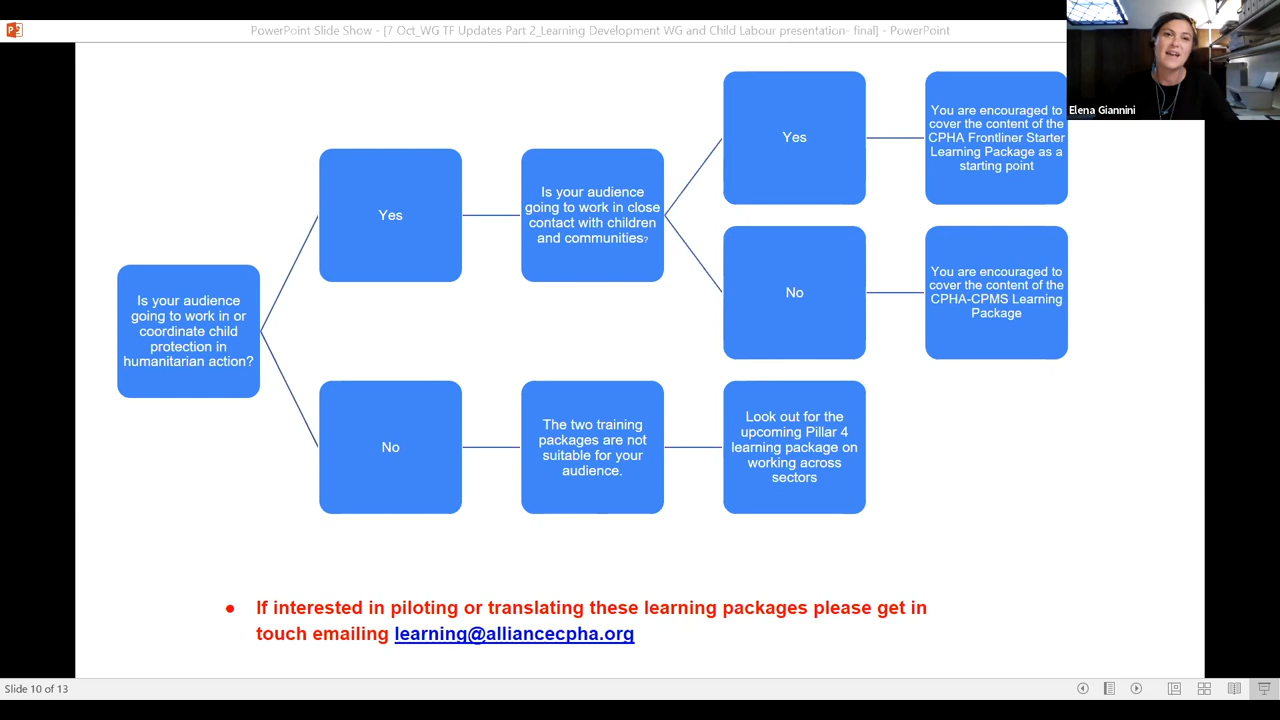 PowerPoint Slide Show - [7 Oct_WG TF Updates Part 2_Learning Development WG and Child Labour presentation- final] - PowerPoint
Elena Giannini
Is your audience
going to work in or
coordinate child
protection in
humanitarian action?
Yes
Is your audience
going to work in close
contact with children
and communities?
Yes
You are encouraged to
cover the content of the
CPHA Frontliner Starter
Learning Package as a
starting point
No
You are encouraged to
cover the content of the
CPHA-CPMS Learning
Package
No
The two training
packages are not
suitable for your
audience.
Look out for the
upcoming Pillar 4
learning package on
working across
sectors
● If interested in piloting or translating these learning packages please get in
touch emailing learning@alliancecpha.org
Slide 10 of 13